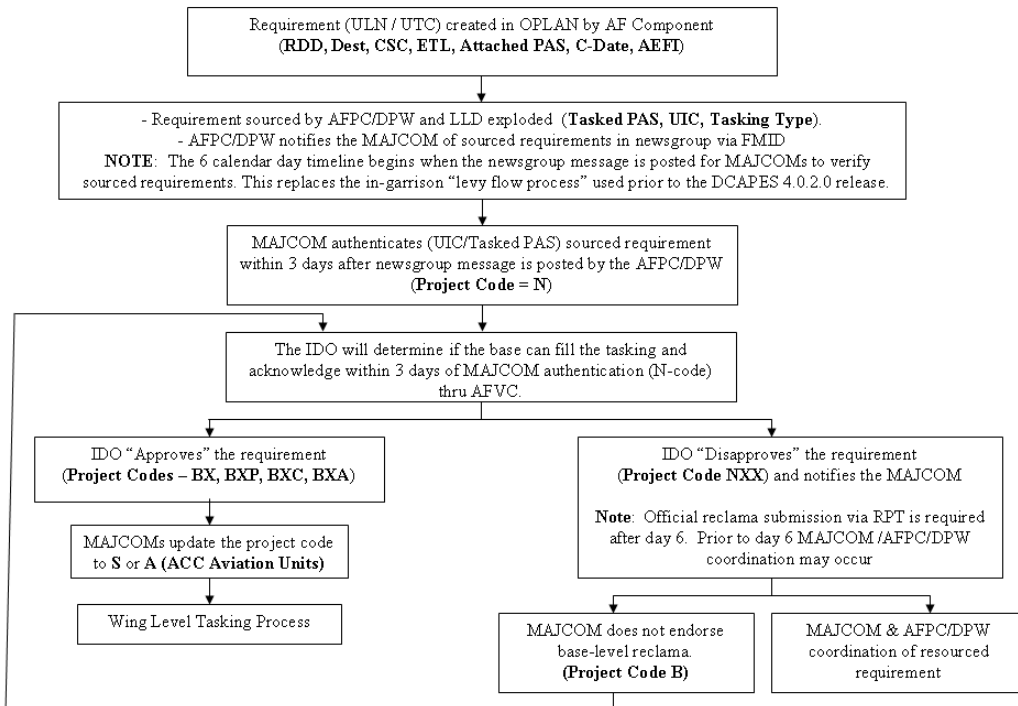 Requirement (ULN / UTC) created in OPLAN by AF Component
(RDD, Dest, CSC, ETL, Attached PAS, C-Date, AEFI)
- Requirement sourced by AFPC/DPW and LLD exploded (Tasked PAS, UIC, Tasking Type).
- AFPC/DPW notifies the MAJCOM of sourced requirements in newsgroup via FMID
NOTE: The 6 calendar day timeline begins when the newsgroup message is posted for MAJCOMs to verify
sourced requirements. This replaces the in-garrison “levy flow process” used prior to the DCAPES 4.0.2.0 release.
MAJCOM authenticates (UIC/Tasked PAS) sourced requirement
within 3 days after newsgroup message is posted by the AFPC/DPW
(Project Code = N)
The IDO will determine if the base can fill the tasking and
acknowledge within 3 days of MAJCOM authentication (N-code)
thru AFVC.
IDO “Approves” the requirement
(Project Codes – BX, BXP, BXC, BXA)
MAJCOMs update the project code
to S or A (ACC Aviation Units)
Wing Level Tasking Process
IDO “Disapproves” the requirement
(Project Code NXX) and notifies the MAJCOM
Note: Official reclama submission via RPT is required
after day 6. Prior to day 6 MAJCOM /AFPC/DPW
coordination may occur
MAJCOM does not endorse
base-level reclama.
(Project Code B)
MAJCOM & AFPC/DPW
coordination of resourced
requirement